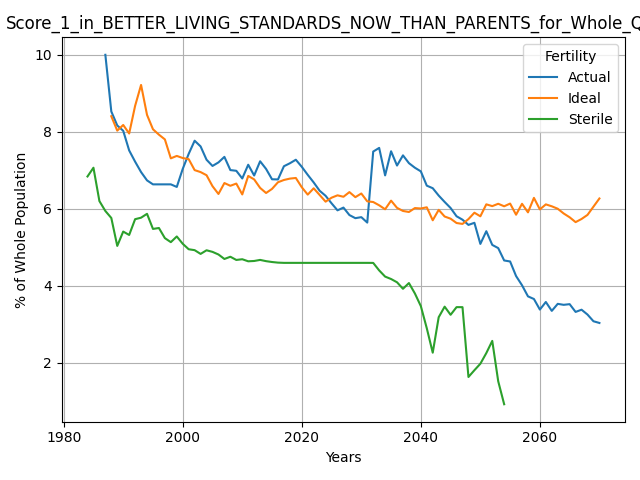 Score_1_in_BETTER_LIVING_STANDARDS_NOW_THAN_PARENTS_for_Whole_Q
Fertility
Actual
Ideal
Sterile
% of Whole Population
10
8
6
4
2
1980 2000 2020 2040 2060
Years